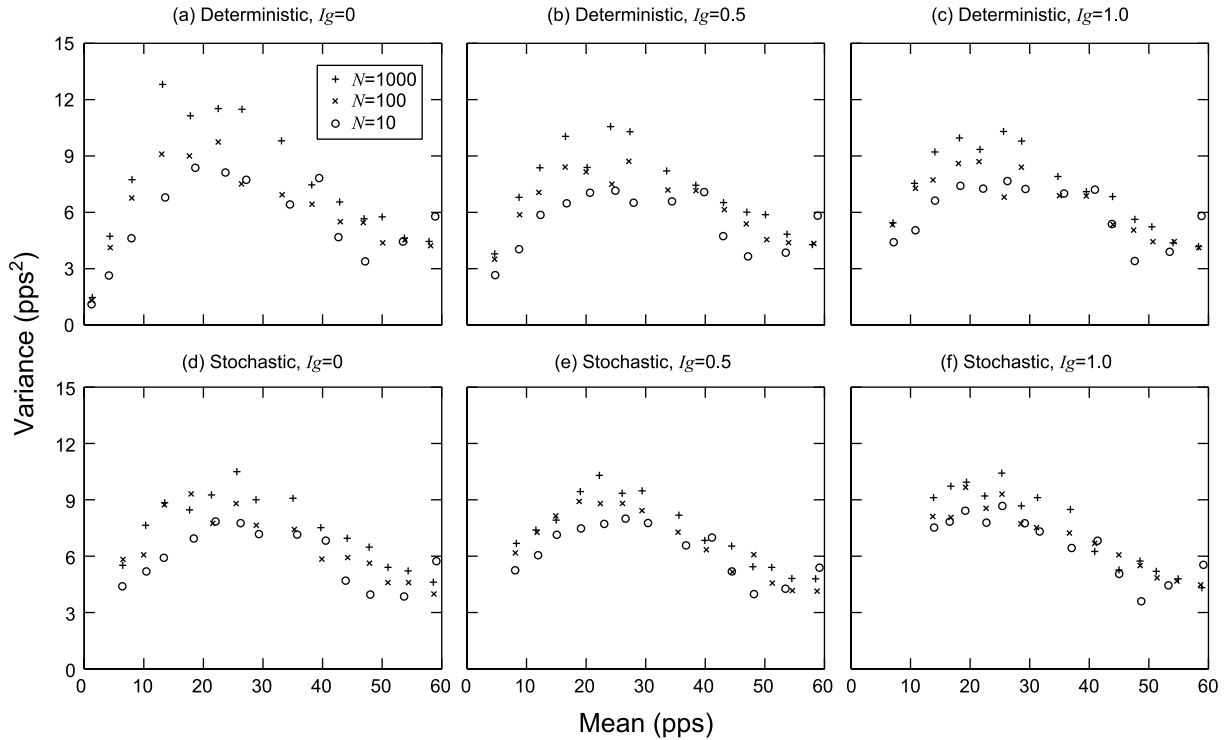 (a) Deterministic, Ig=0
(b) Deterministic, Ig=0.5
(c) Deterministic, Ig=1.0
15
12
9
6
3
0
N=1000
N=100
N=10
Variance (pps²)
(d) Stochastic, Ig=0
(e) Stochastic, Ig=0.5
(f) Stochastic, Ig=1.0
15
12
9
6
3
0
0 10 20 30 40 50 60
0 10 20 30 40 50 60
0 10 20 30 40 50 60
Mean (pps)